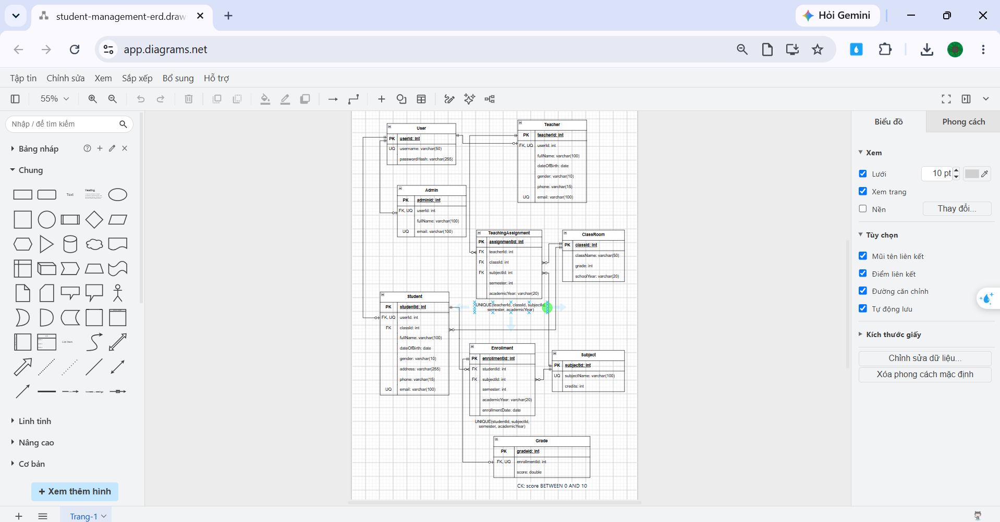 student-management-erd.draw
Hỏi Gemini
app.diagrams.net
Tập tin
Chỉnh sửa
Xem
Sắp xếp
Bổ sung
Hỗ trợ
55%
Nhập / để tìm kiếm
Bảng nháp
Chung
Text
Heading
List Item
Linh tinh
Nâng cao
Cơ bản
+ Xem thêm hình
Trang-1
User
PK userId: int
UQ username: varchar(50)
passwordHash: varchar(255)
Teacher
PK teacherId: int
FK, UQ userId: int
fullName: varchar(100)
dateOfBirth: date
gender: varchar(10)
phone: varchar(15)
UQ email: varchar(100)
Admin
PK adminId: int
FK, UQ userId: int
fullName: varchar(100)
UQ email: varchar(100)
TeachingAssignment
PK assignmentId: int
FK teacherId: int
FK classId: int
FK subjectId: int
semester: int
academicYear: varchar(20)
UNIQUE(teacherId, classId, subjectId,
semester, academicYear)
ClassRoom
PK classId: int
className: varchar(50)
grade: int
schoolYear: varchar(20)
Student
PK studentId: int
FK, UQ userId: int
FK classId: int
fullName: varchar(100)
dateOfBirth: date
gender: varchar(10)
address: varchar(255)
phone: varchar(15)
UQ email: varchar(100)
Enrollment
PK enrollmentId: int
FK studentId: int
FK subjectId: int
semester: int
academicYear: varchar(20)
enrollmentDate: date
UNIQUE(studentId, subjectId,
semester, academicYear)
Subject
PK subjectId: int
UQ subjectName: varchar(100)
credits: int
Grade
PK gradeId: int
FK, UQ enrollmentId: int
score: double
CK: score BETWEEN 0 AND 10
Biểu đồ
Phong cách
Xem
Lưới
10 pt
Xem trang
Nền
Thay đổi...
Tùy chọn
Mũi tên liên kết
Điểm liên kết
Đường căn chỉnh
Tự động lưu
Kích thước giấy
Chỉnh sửa dữ liệu...
Xóa phong cách mặc định